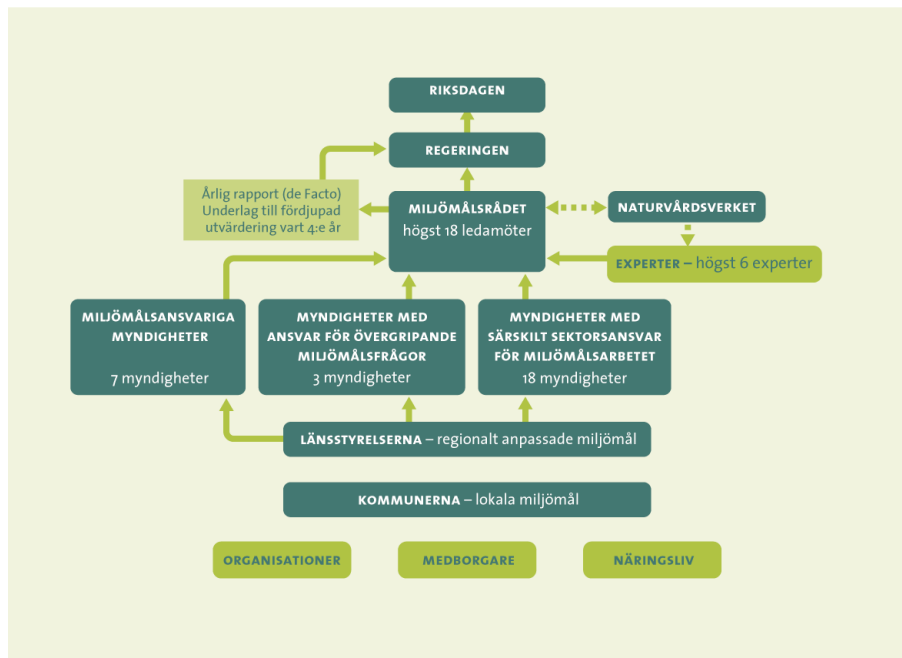 RIKSDAGEN
REGERINGEN
Årlig rapport (de Facto)
Underlag till fördjupad
utvärdering vart 4:e år
MILJÖMÅLSRÅDET
högst 18 ledamöter
NATURVÅRDSVERKET
EXPERTER – högst 6 experter
MILJÖMÅLSANSVARIGA
MYNDIGHETER
7 myndigheter
MYNDIGHETER MED
ANSVAR FÖR ÖVERGRIPANDE
MILJÖMÅLSFRÅGOR
3 myndigheter
MYNDIGHETER MED
SÄRSKILT SEKTORSANSVAR
FÖR MILJÖMÅLSARBETET
18 myndigheter
LÄNSSTYRELSERNA – regionalt anpassade miljömål
KOMMUNERNA – lokala miljömål
ORGANISATIONER
MEDBORGARE
NÄRINGSLIV